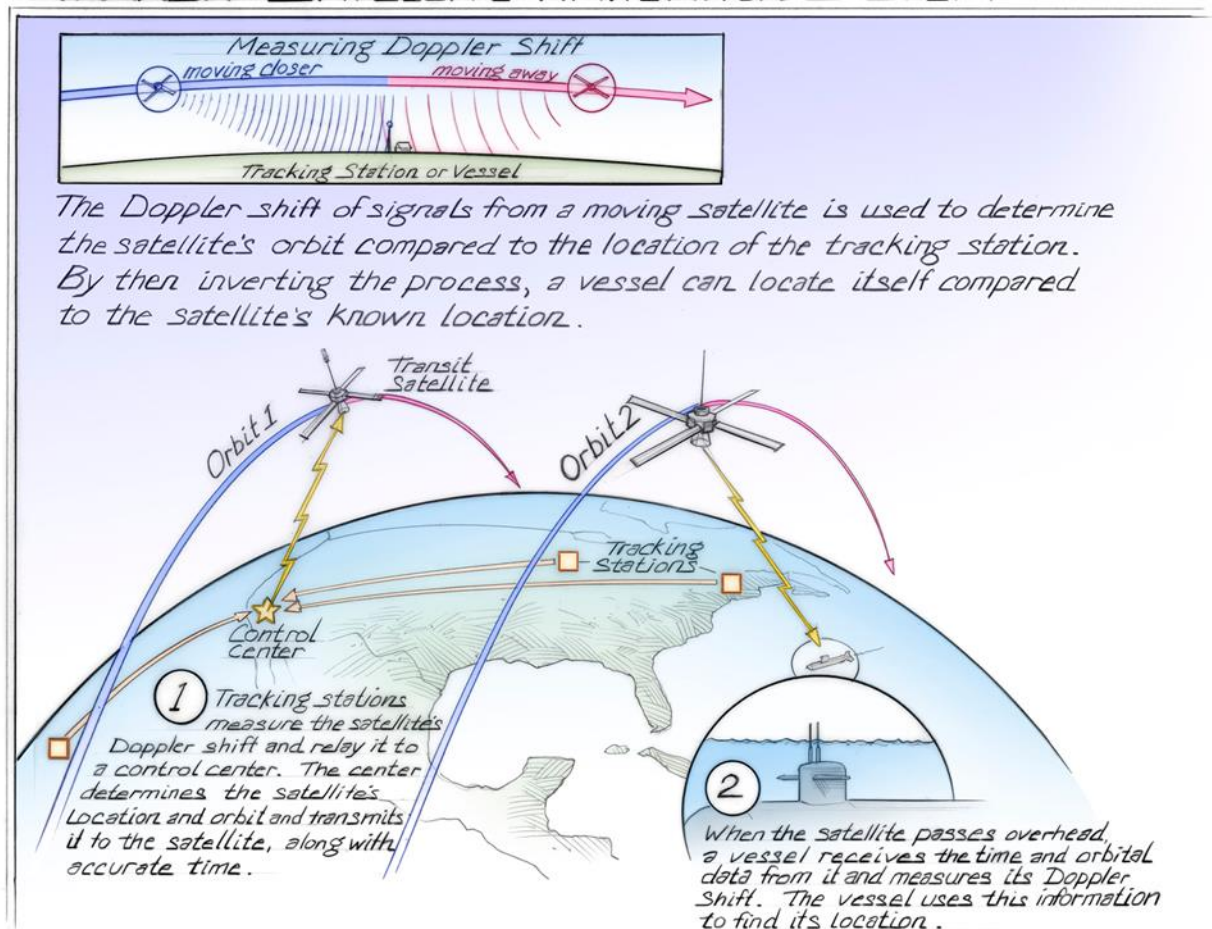 Measuring Doppler Shift
moving closer
moving away
Tracking Station or Vessel
The Doppler shift of signals from a moving satellite is used to determine
the satellite's orbit compared to the location of the tracking station.
By then inverting the process, a vessel can locate itself compared
to the satellite's known location.
Transit
Satellite
Orbit 1
Orbit 2
Tracking
Stations
Control
Center
1
Tracking stations
measure the satellite's
Doppler shift and relay it to
a control center. The center
determines the satellite's
Location and orbit and transmits
it to the satellite, along with
accurate time.
2
When the satellite passes overhead,
a vessel receives the time and orbital
data from it and measures its Doppler
Shift. The vessel uses this information
to find its location.